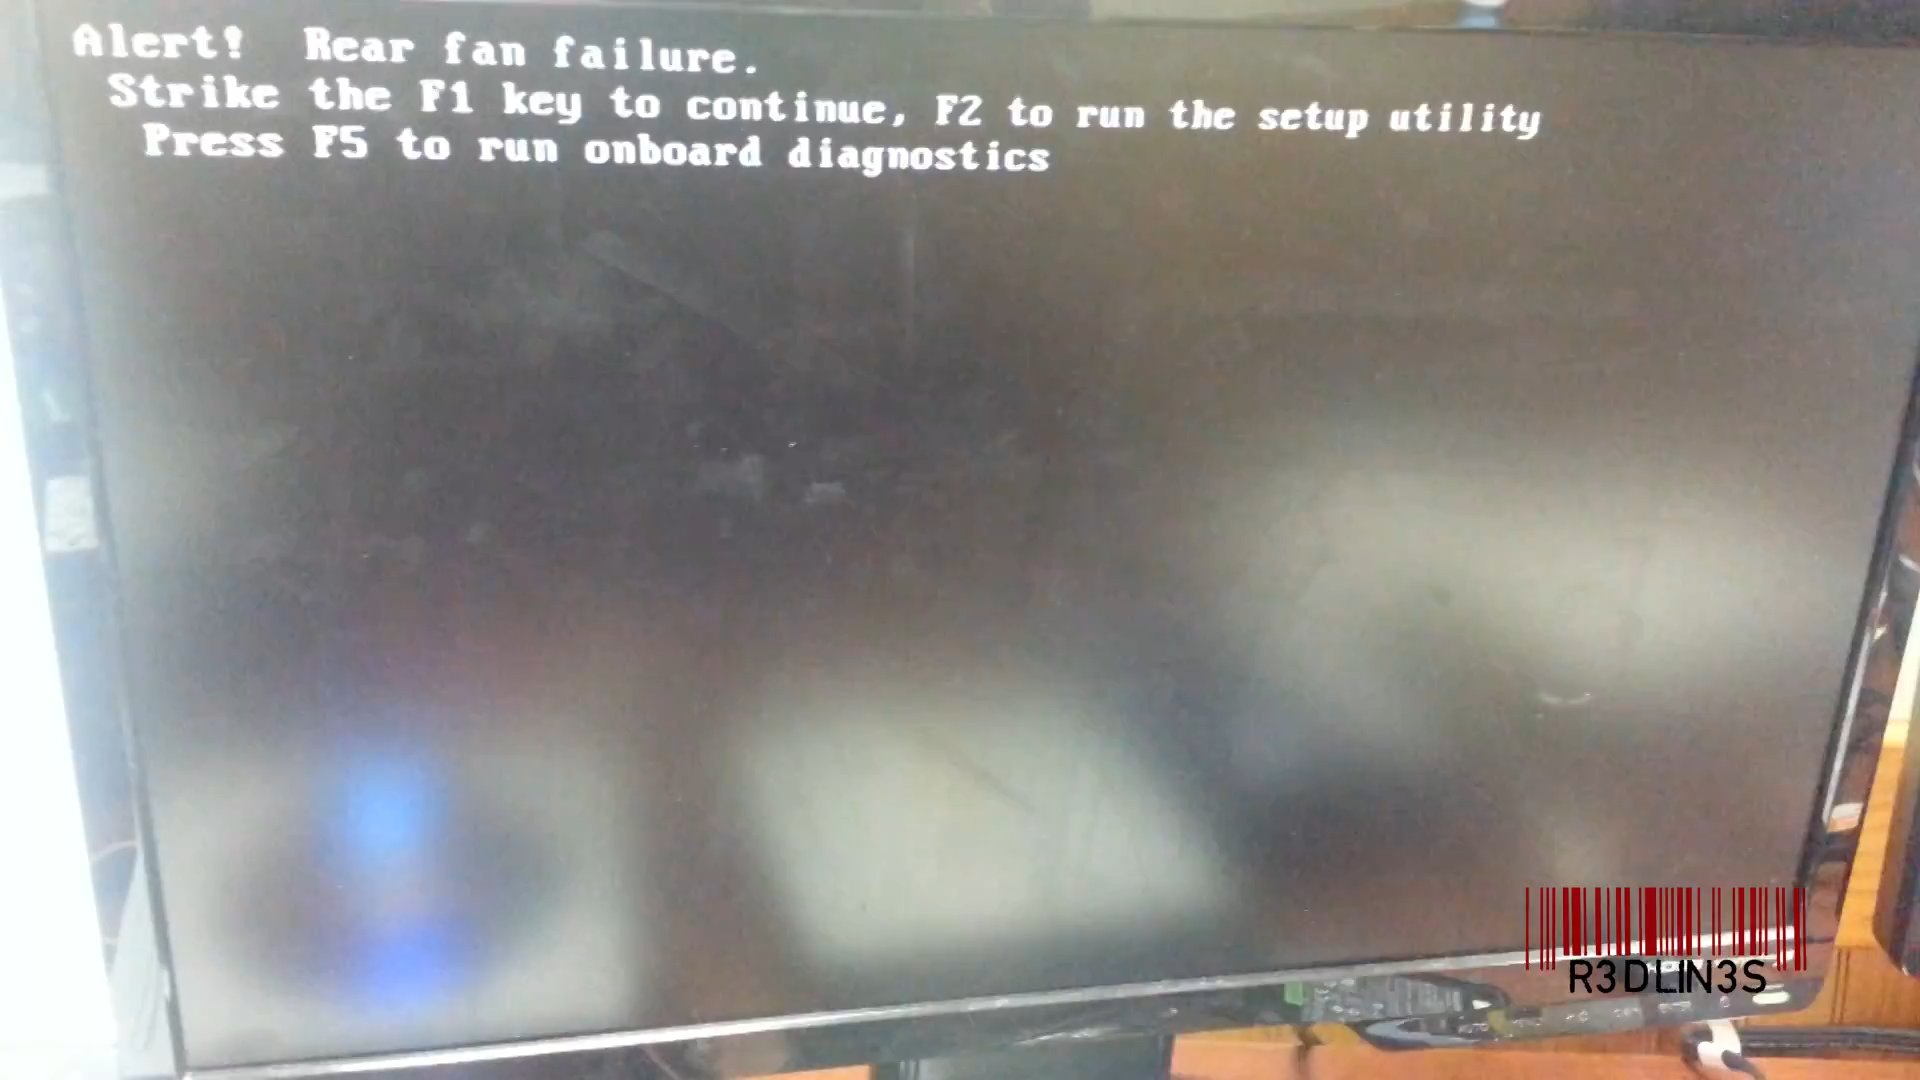 Alert! Rear fan failure.
Strike the F1 key to continue, F2 to run the setup utility
Press F5 to run onboard diagnostics
R3DLIN3S